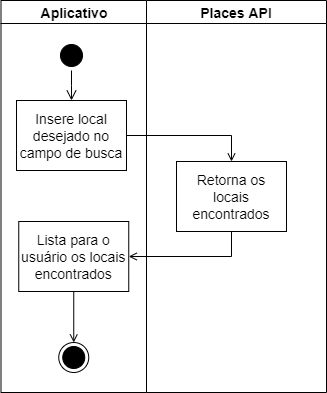 Aplicativo
Places API
Insere local
desejado no
campo de busca
Retorna os
locais
encontrados
Lista para o
usuário os locais
encontrados